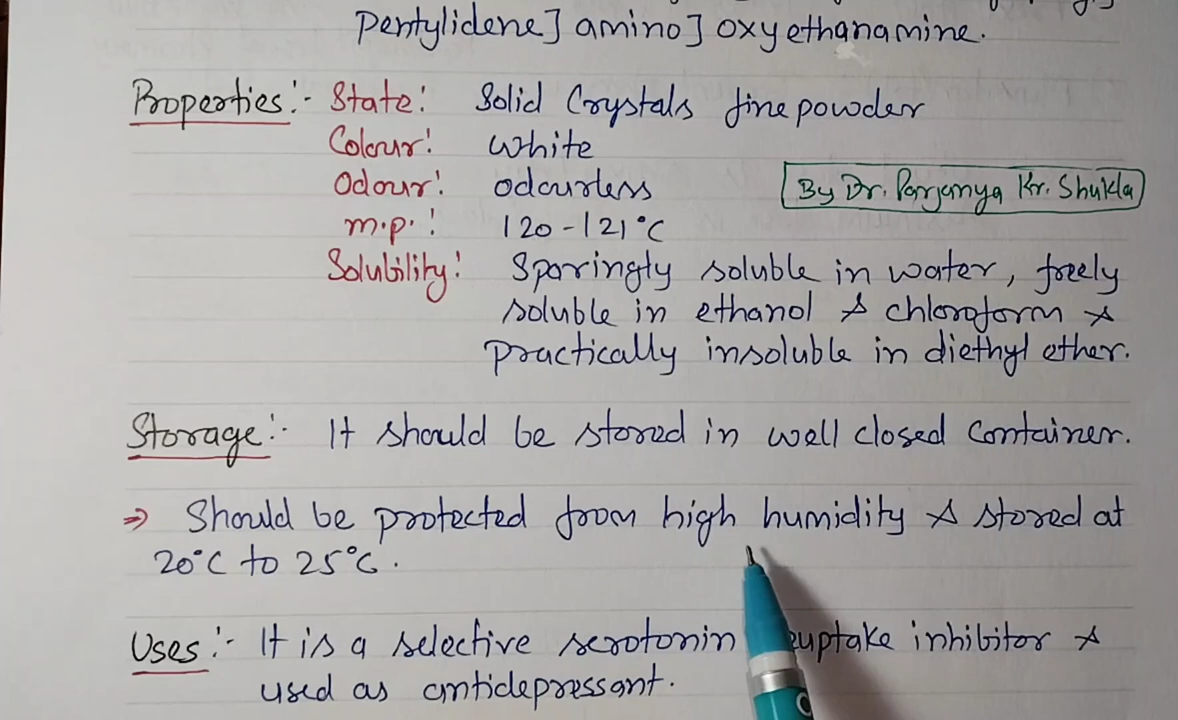 Pentylidene] amino] oxyethanamine.
Properties:- State: Solid Crystals fine powder
Colour: White
Odour: odourless
By Dr. Parjanya Kr. Shukla
m.p.: 120-121°C
Solubility: Sparingly soluble in water, freely
soluble in ethanol & chloroform &
practically insoluble in diethyl ether.
Storage:- It should be stored in well closed container.
⇒ Should be protected from high humidity & stored at
20°C to 25°C.
Uses:- It is a selective serotonin euptake inhibitor &
used as antidepressant.